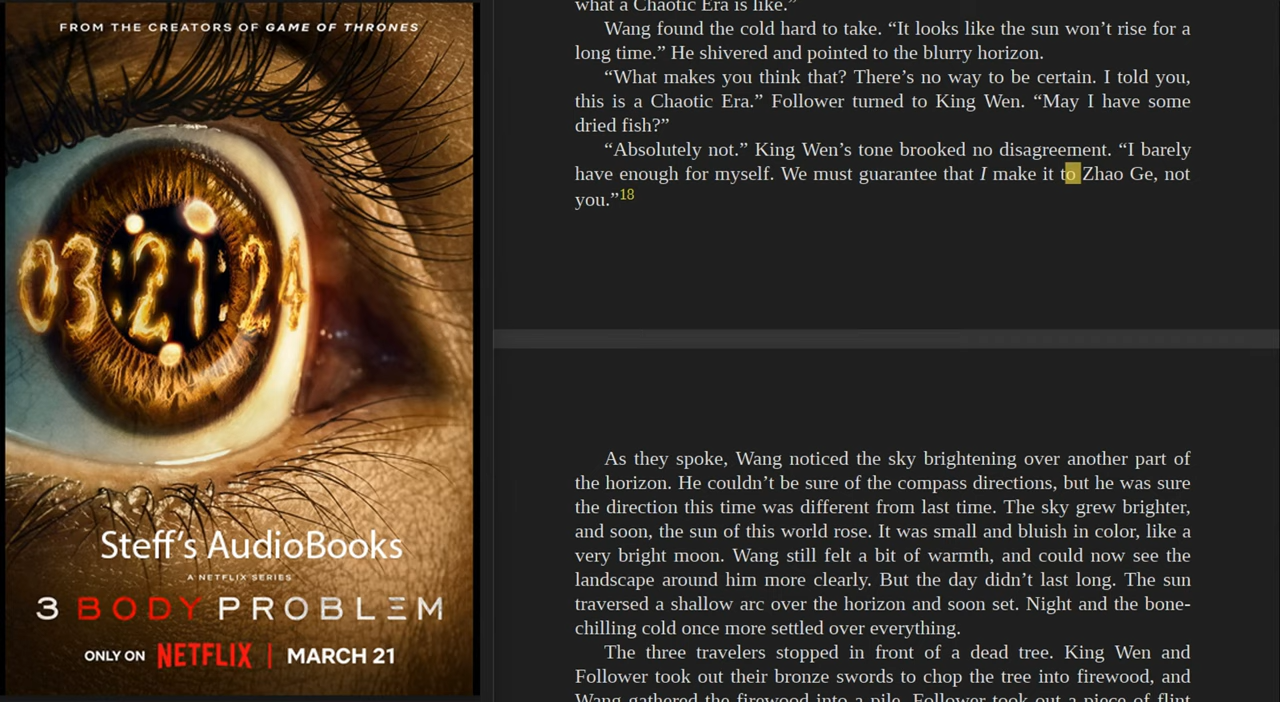 FROM THE CREATORS OF GAME OF THRONES
03:21:24
Steff's AudioBooks
A NETFLIX SERIES
3 BODY PROBLEM
ONLY ON NETFLIX | MARCH 21
what a Chaotic Era is like.”
Wang found the cold hard to take. “It looks like the sun won’t rise for a
long time.” He shivered and pointed to the blurry horizon.
“What makes you think that? There’s no way to be certain. I told you,
this is a Chaotic Era.” Follower turned to King Wen. “May I have some
dried fish?”
“Absolutely not.” King Wen’s tone brooked no disagreement. “I barely
have enough for myself. We must guarantee that I make it to Zhao Ge, not
you.”18
As they spoke, Wang noticed the sky brightening over another part of
the horizon. He couldn’t be sure of the compass directions, but he was sure
the direction this time was different from last time. The sky grew brighter,
and soon, the sun of this world rose. It was small and bluish in color, like a
very bright moon. Wang still felt a bit of warmth, and could now see the
landscape around him more clearly. But the day didn’t last long. The sun
traversed a shallow arc over the horizon and soon set. Night and the bone-
chilling cold once more settled over everything.
The three travelers stopped in front of a dead tree. King Wen and
Follower took out their bronze swords to chop the tree into firewood, and
Wang gathered the firewood into a pile. Follower took out a piece of flint